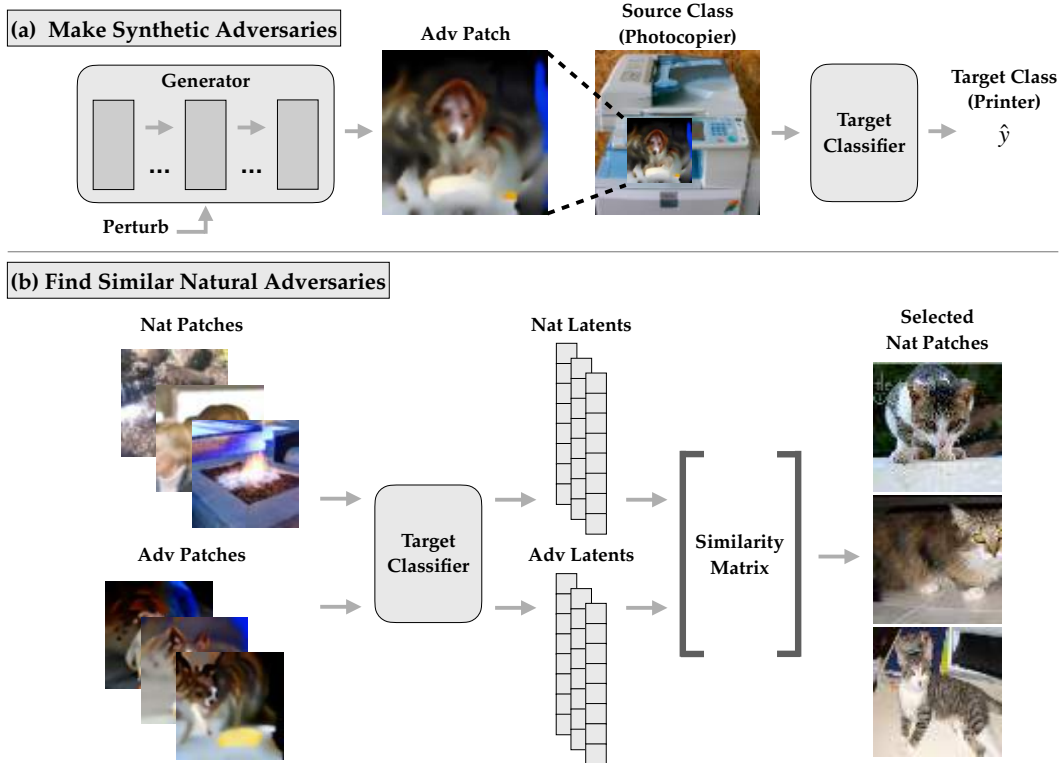 (a) Make Synthetic Adversaries
Generator
... ...
Perturb
Adv Patch
Source Class
(Photocopier)
Target
Classifier
Target Class
(Printer)
ŷ
(b) Find Similar Natural Adversaries
Nat Patches
Adv Patches
Target
Classifier
Nat Latents
Adv Latents
Similarity
Matrix
Selected
Nat Patches